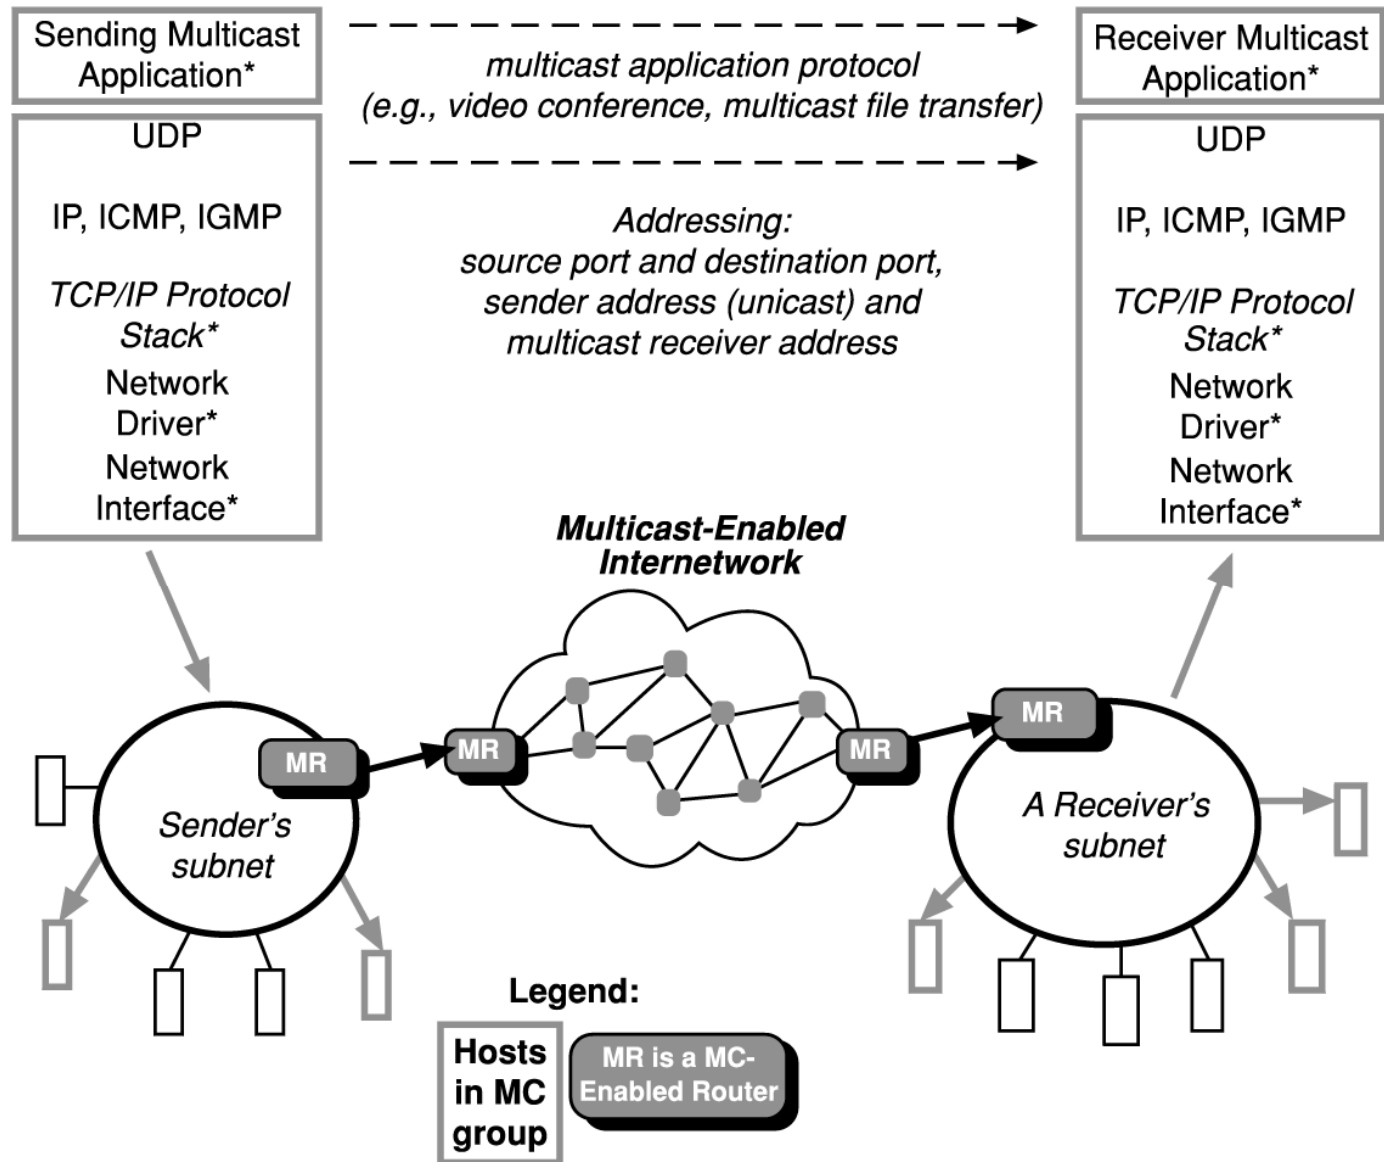 Sending Multicast
Application*
multicast application protocol
(e.g., video conference, multicast file transfer)
Receiver Multicast
Application*
UDP
IP, ICMP, IGMP
TCP/IP Protocol
Stack*
Network
Driver*
Network
Interface*
Addressing:
source port and destination port,
sender address (unicast) and
multicast receiver address
UDP
IP, ICMP, IGMP
TCP/IP Protocol
Stack*
Network
Driver*
Network
Interface*
Multicast-Enabled
Internetwork
MR
MR
MR
MR
Sender's
subnet
A Receiver's
subnet
Legend:
Hosts
in MC
group
MR is a MC-
Enabled Router